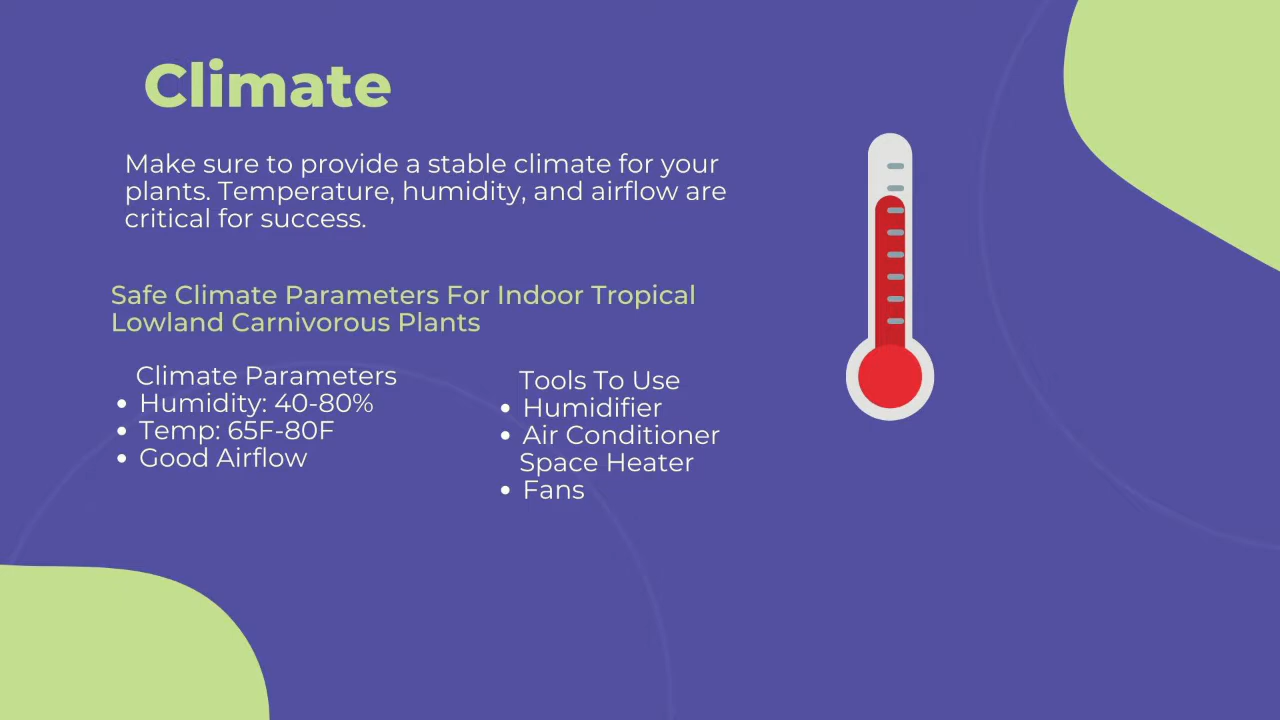 Climate
Make sure to provide a stable climate for your
plants. Temperature, humidity, and airflow are
critical for success.
Safe Climate Parameters For Indoor Tropical
Lowland Carnivorous Plants
Climate Parameters
• Humidity: 40-80%
• Temp: 65F-80F
• Good Airflow
Tools To Use
• Humidifier
• Air Conditioner
Space Heater
• Fans